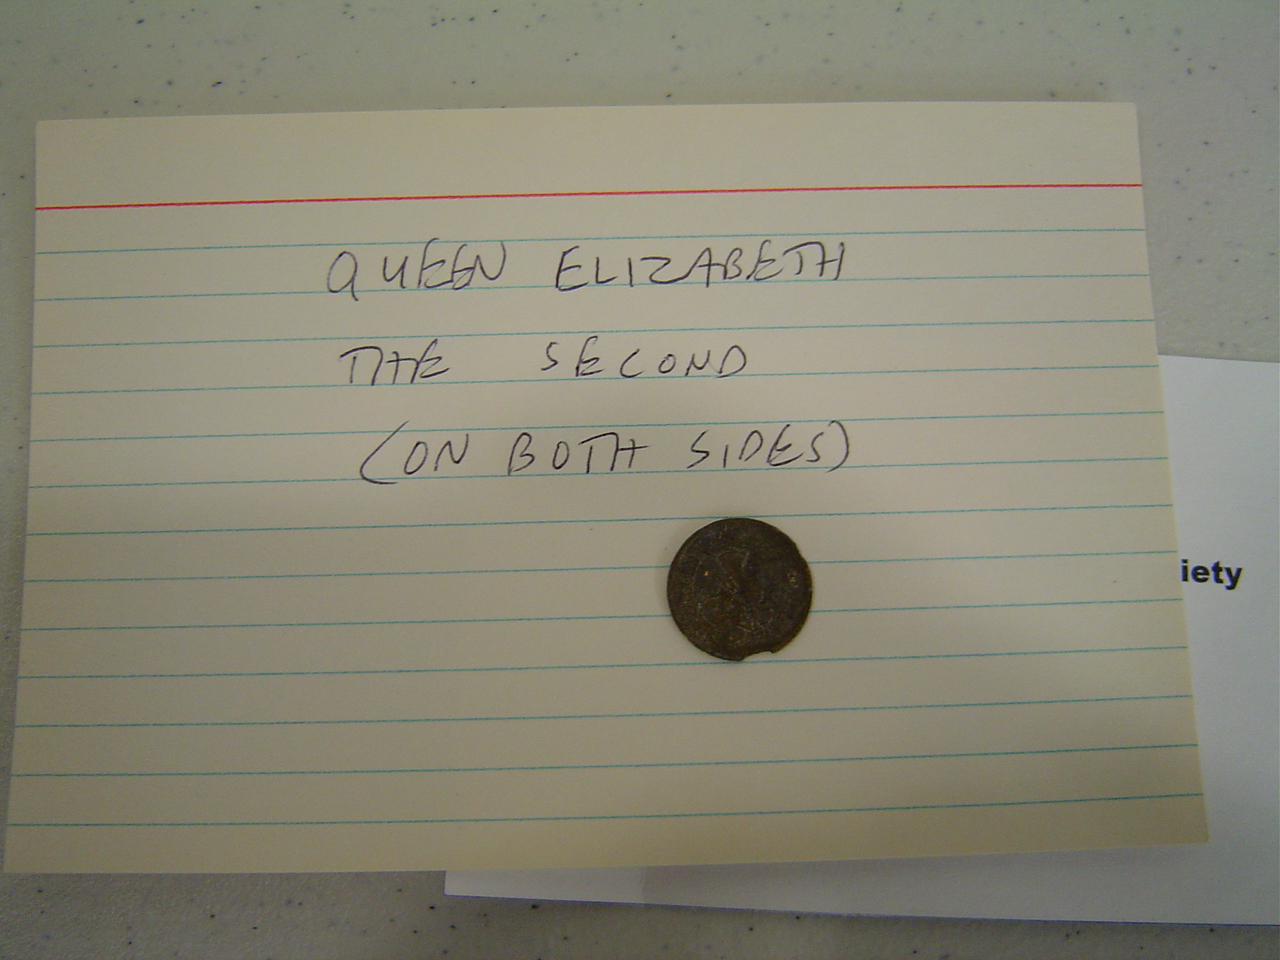 QUEEN ELIZABETH
THE SECOND
(ON BOTH SIDES)
iety